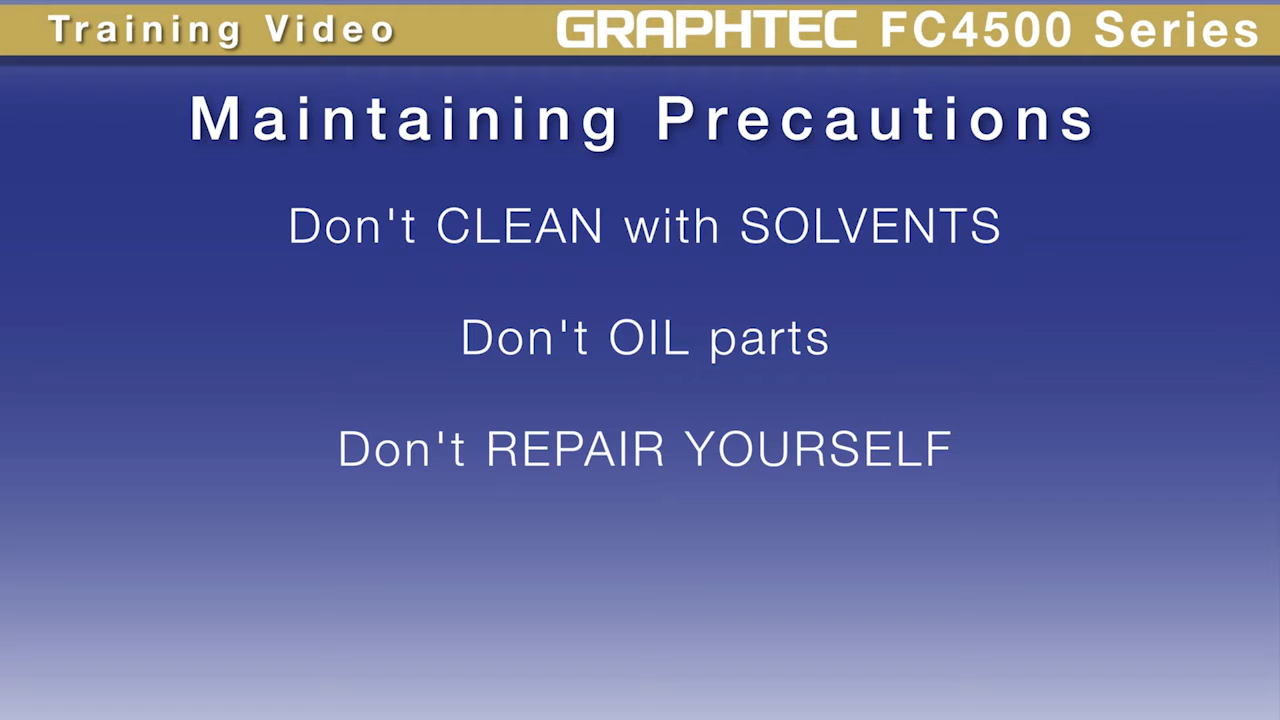 Training Video
GRAPHTEC FC4500 Series
Maintaining Precautions
Don't CLEAN with SOLVENTS
Don't OIL parts
Don't REPAIR YOURSELF